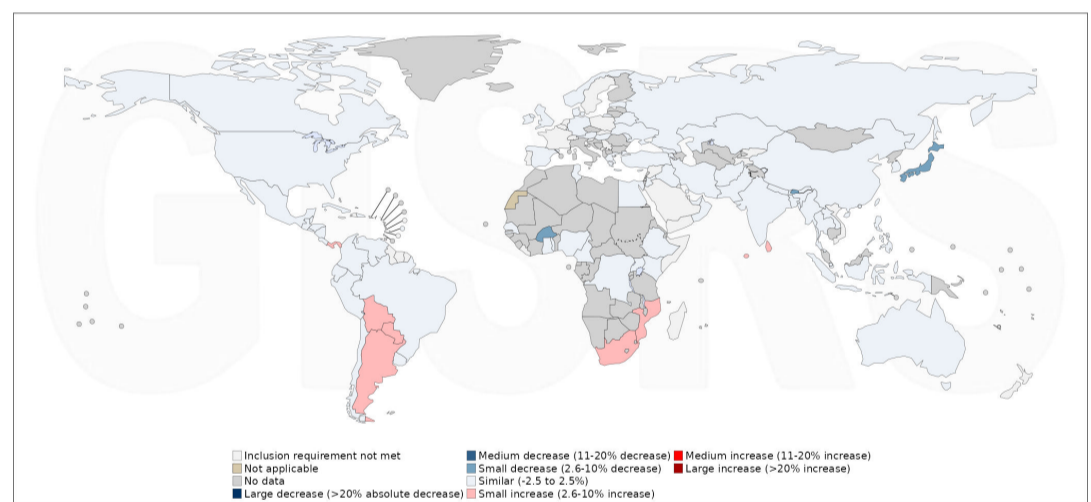 GISRS
Inclusion requirement not met
Not applicable
No data
Large decrease (>20% absolute decrease)
Medium decrease (11-20% decrease)
Small decrease (2.6-10% decrease)
Similar (-2.5 to 2.5%)
Small increase (2.6-10% increase)
Medium increase (11-20% increase)
Large increase (>20% increase)